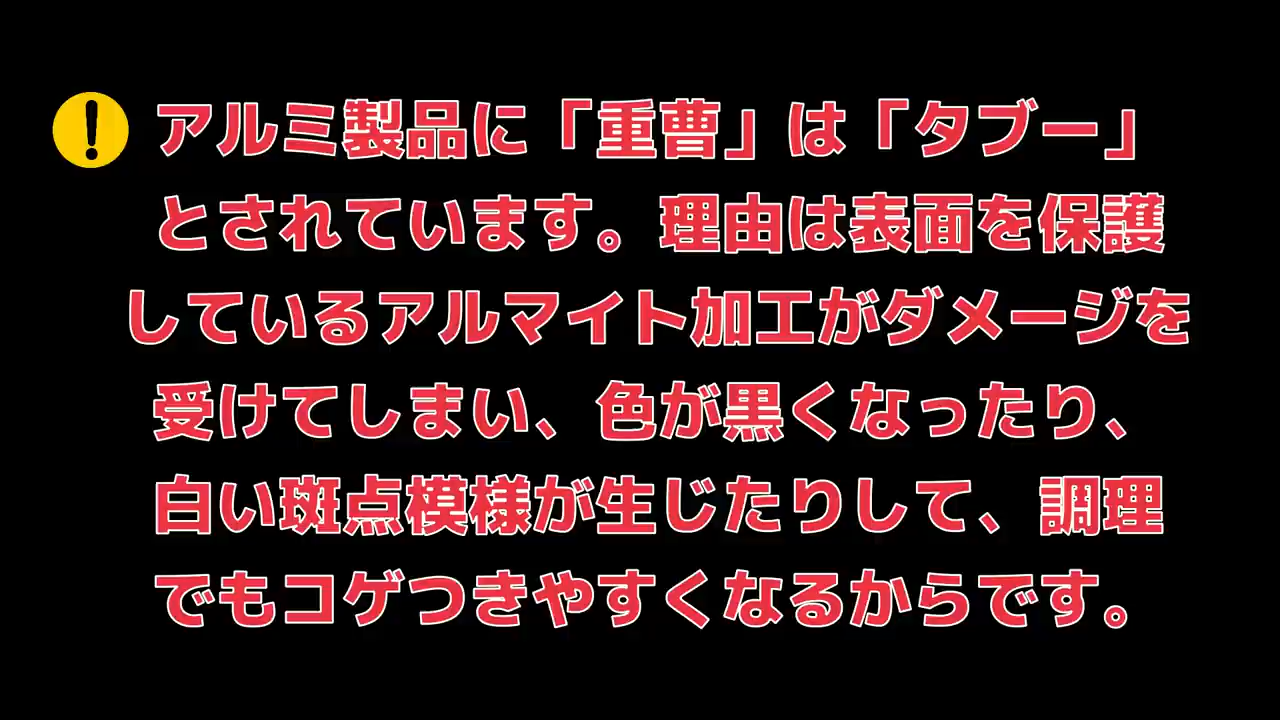 アルミ製品に「重曹」は「タブー」
とされています。理由は表面を保護
しているアルマイト加工がダメージを
受けてしまい、色が黒くなったり、
白い斑点模様が生じたりして、調理
でもコゲつきやすくなるからです。